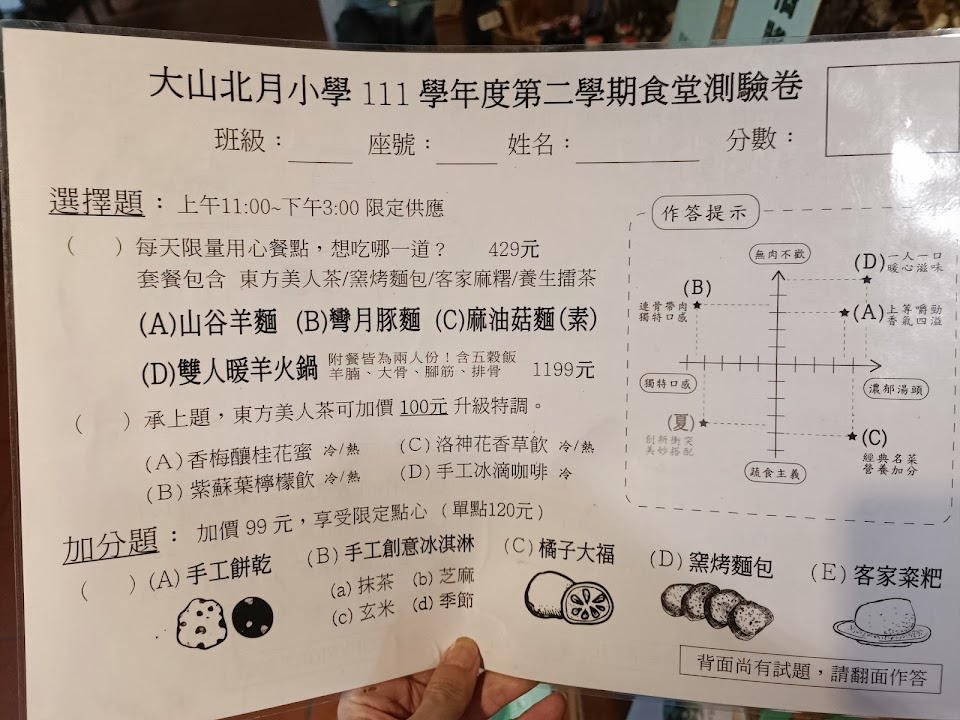 大山北月小學 111 學年度第二學期食堂測驗卷
班級：____ 座號：____ 姓名：________ 分數：
選擇題：上午11:00~下午3:00 限定供應
（ ）每天限量用心餐點，想吃哪一道？ 429元
套餐包含 東方美人茶/窯烤麵包/客家麻糬/養生擂茶
(A)山谷羊麵 (B)彎月豚麵 (C)麻油菇麵(素)
(D)雙人暖羊火鍋 附餐皆為兩人份！含五穀飯
羊腩、大骨、腳筋、排骨 1199元
（ ）承上題，東方美人茶可加價 100元 升級特調。
(A)香梅釀桂花蜜 冷/熱 (C)洛神花香草飲 冷/熱
(B)紫蘇葉檸檬飲 冷/熱 (D)手工冰滴咖啡 冷
作答提示
無肉不歡
(D)一人一口
暖心滋味
(B)
連骨帶肉
獨特口感
(A)上等嚼勁
香氣四溢
獨特口感
濃郁湯頭
(夏)
創新衝突
美妙搭配
(C)
經典名菜
營養加分
蔬食主義
加分題：加價 99 元，享受限定點心（單點120元）
（ ）(A)手工餅乾 (B)手工創意冰淇淋 (C)橘子大福 (D)窯烤麵包 (E)客家粢粑
(a)抹茶 (b)芝麻
(c)玄米 (d)季節
背面尚有試題，請翻面作答